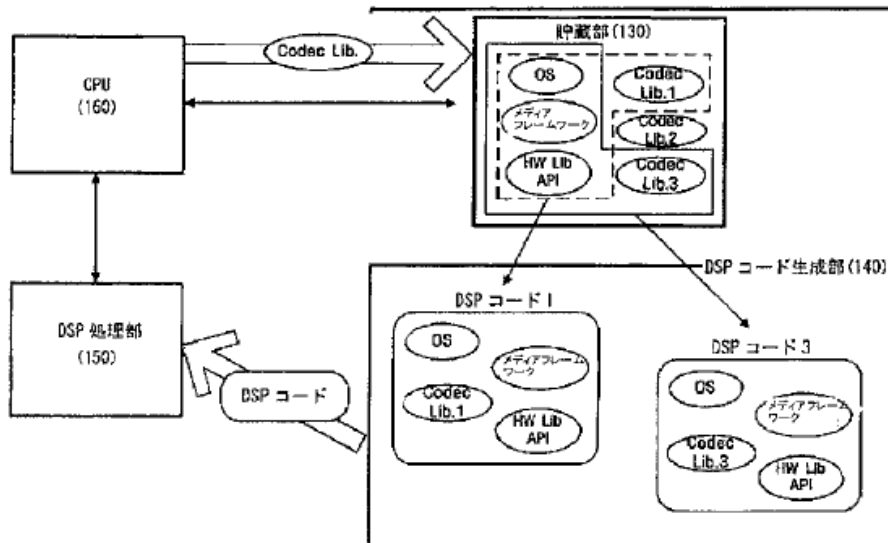 CPU
(160)
Codec Lib.
貯蔵部(130)
OS
Codec
Lib.1
メディア
フレームワーク
Codec
Lib.2
HW Lib
API
Codec
Lib.3
DSP コード生成部(140)
DSP 処理部
(150)
DSP コード
DSP コード1
OS
メディアフレーム
ワーク
Codec
Lib.1
HW Lib
API
DSP コード3
OS
メディアフレーム
ワーク
Codec
Lib.3
HW Lib
API